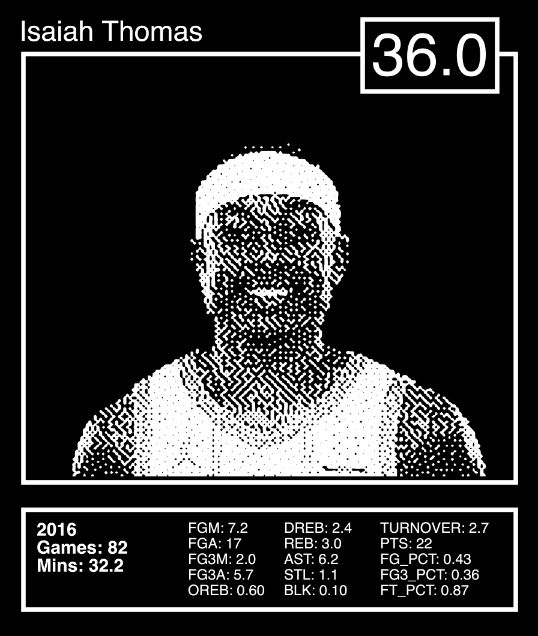 Isaiah Thomas
36.0
2016
Games: 82
Mins: 32.2
FGM: 7.2
FGA: 17
FG3M: 2.0
FG3A: 5.7
OREB: 0.60
DREB: 2.4
REB: 3.0
AST: 6.2
STL: 1.1
BLK: 0.10
TURNOVER: 2.7
PTS: 22
FG_PCT: 0.43
FG3_PCT: 0.36
FT_PCT: 0.87